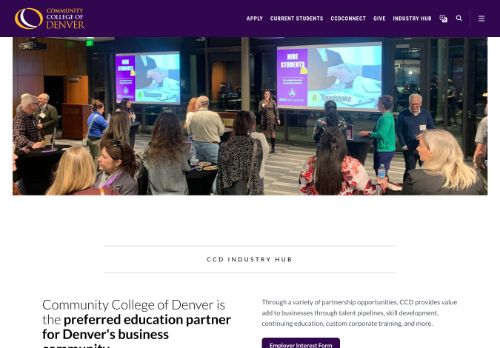 COMMUNITY
COLLEGE OF
DENVER
APPLY CURRENT STUDENTS CCDCONNECT GIVE INDUSTRY HUB
HIRE
STUDENTS
Handshake
CCD INDUSTRY HUB
Community College of Denver is
the preferred education partner
for Denver's business
community
Through a variety of partnership opportunities, CCD provides value
add to businesses through talent pipelines, skill development,
continuing education, custom corporate training, and more.
Employer Interest Form